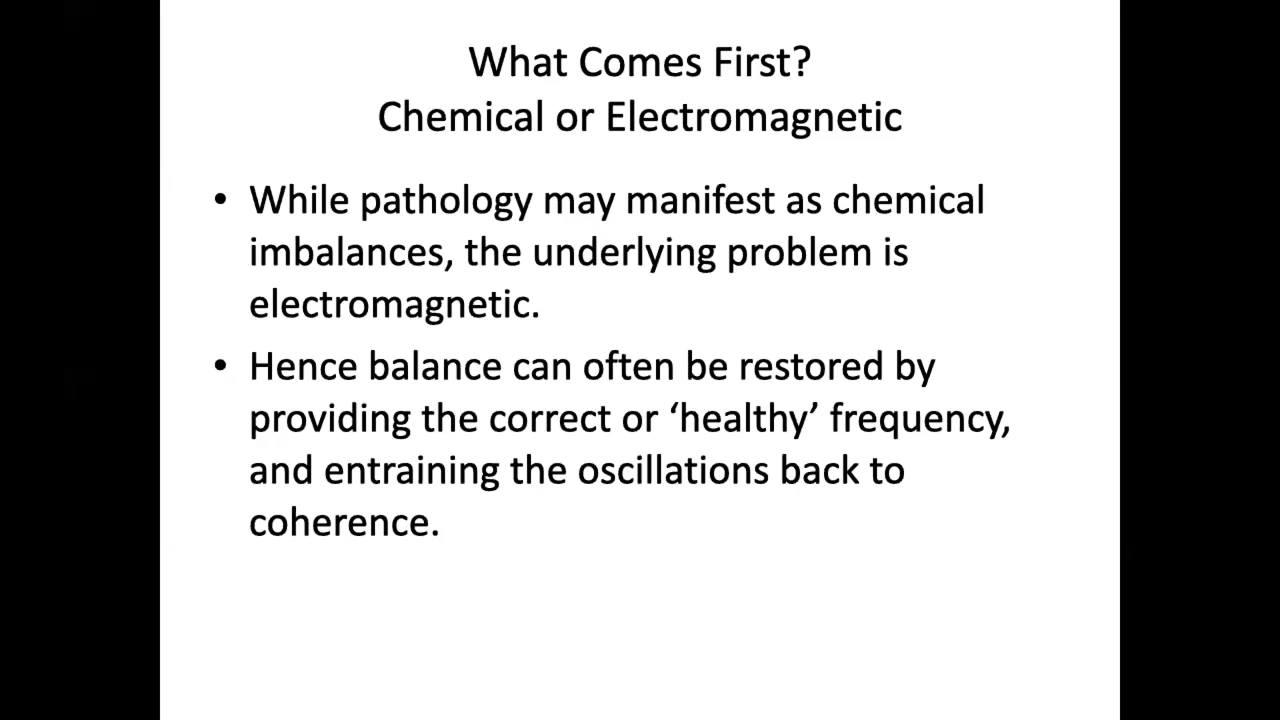 What Comes First?
Chemical or Electromagnetic
• While pathology may manifest as chemical
imbalances, the underlying problem is
electromagnetic.
• Hence balance can often be restored by
providing the correct or ‘healthy’ frequency,
and entraining the oscillations back to
coherence.